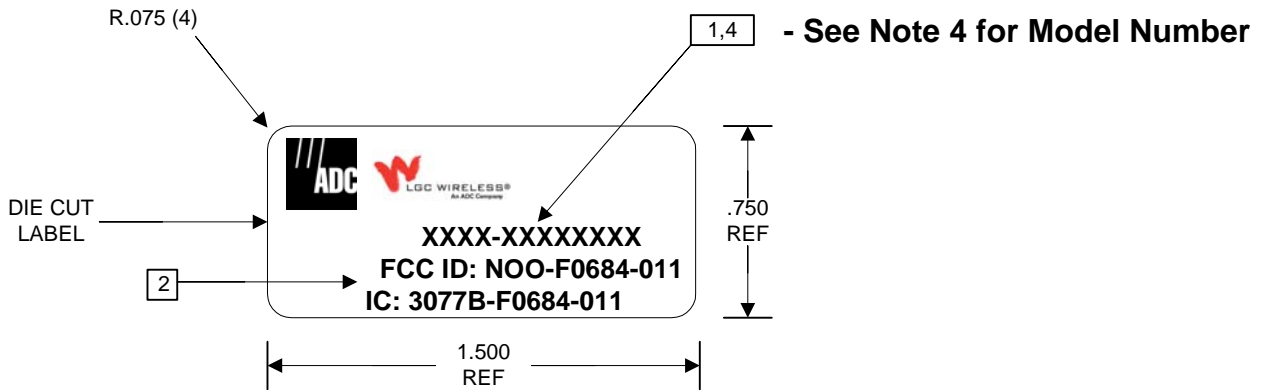 R.075 (4)
1,4 - See Note 4 for Model Number
ADC
LGC WIRELESS®
An ADC Company
DIE CUT
LABEL
XXXX-XXXXXXXX
FCC ID: NOO-F0684-011
IC: 3077B-F0684-011
2
.750
REF
1.500
REF